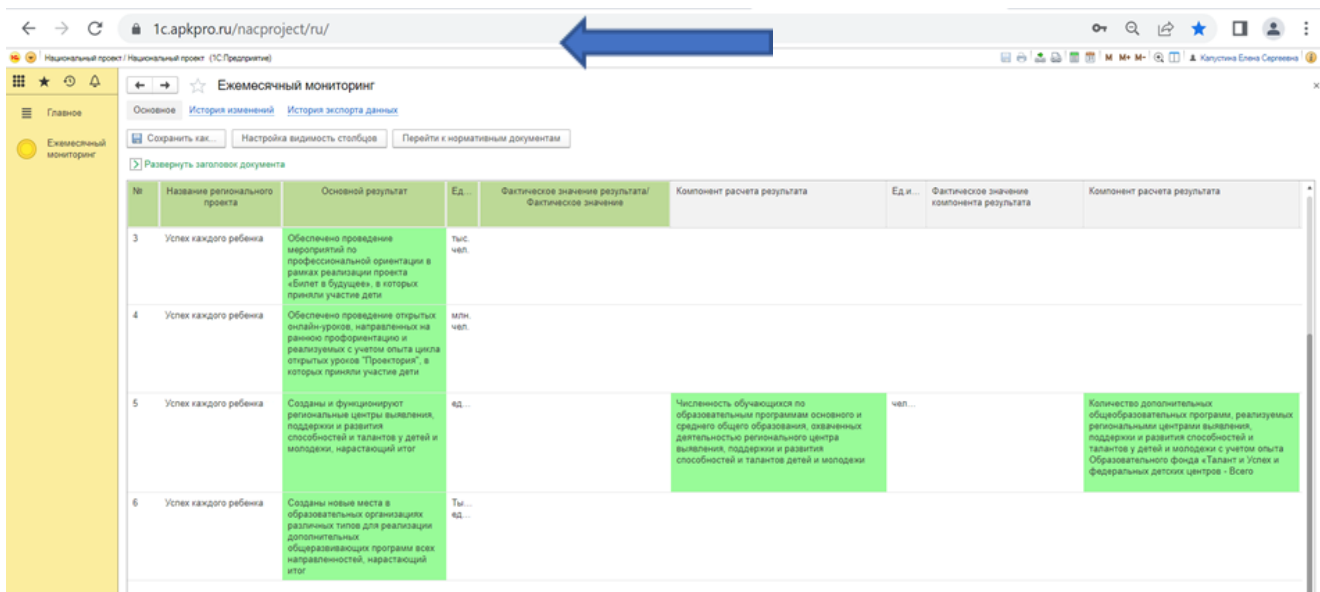 1c.apkpro.ru/nacproject/ru/
Национальный проект / Национальный проект (1С:Предприятие)
M M+ M- Капустина Елена Сергеевна
Главное
Ежемесячный
мониторинг
Ежемесячный мониторинг
Основное История изменений История экспорта данных
Сохранить как... Настройка видимость столбцов Перейти к нормативным документам
Развернуть заголовок документа
№ Название регионального Основной результат Ед... Фактическое значение результата/ Компонент расчета результата Ед.и... Фактическое значение Компонент расчета результата
проекта Фактическое значение компонента результата
3 Успех каждого ребенка Обеспечено проведение тыс.
мероприятий по чел.
профессиональной ориентации в
рамках реализации проекта
«Билет в будущее», в которых
приняли участие дети
4 Успех каждого ребенка Обеспечено проведение открытых млн.
онлайн-уроков, направленных на чел.
раннюю профориентацию и
реализуемых с учетом опыта цикла
открытых уроков "Проектория", в
которых приняли участие дети
5 Успех каждого ребенка Созданы и функционируют ед... Численность обучающихся по чел... Количество дополнительных
региональные центры выявления, образовательным программам основного и общеобразовательных программ, реализуемых
поддержки и развития среднего общего образования, охваченных региональными центрами выявления,
способностей и талантов у детей и деятельностью регионального центра поддержки и развития способностей и
молодежи, нарастающий итог выявления, поддержки и развития талантов у детей и молодежи с учетом опыта
способностей и талантов детей и молодежи Образовательного фонда «Талант и Успех и
федеральных детских центров - Всего
6 Успех каждого ребенка Созданы новые места в Ты...
образовательных организациях ед...
различных типов для реализации
дополнительных
общеразвивающих программ всех
направленностей, нарастающий
итог